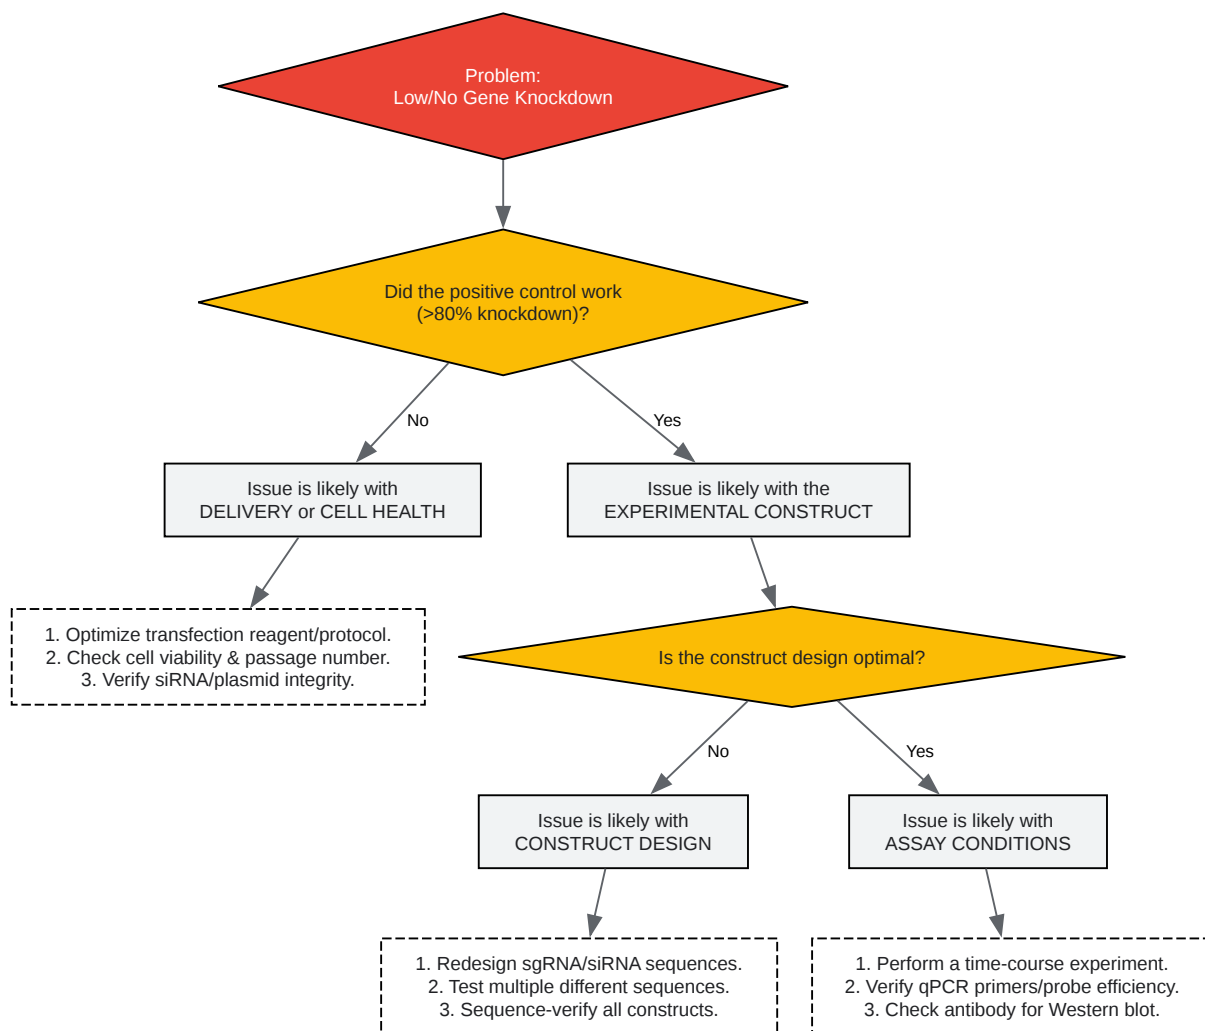 Problem:
Low/No Gene Knockdown
Did the positive control work
(>80% knockdown)?
No
Yes
Issue is likely with
DELIVERY or CELL HEALTH
Issue is likely with the
EXPERIMENTAL CONSTRUCT
1. Optimize transfection reagent/protocol.
2. Check cell viability & passage number.
3. Verify siRNA/plasmid integrity.
Is the construct design optimal?
No
Yes
Issue is likely with
CONSTRUCT DESIGN
Issue is likely with
ASSAY CONDITIONS
1. Redesign sgRNA/siRNA sequences.
2. Test multiple different sequences.
3. Sequence-verify all constructs.
1. Perform a time-course experiment.
2. Verify qPCR primers/probe efficiency.
3. Check antibody for Western blot.